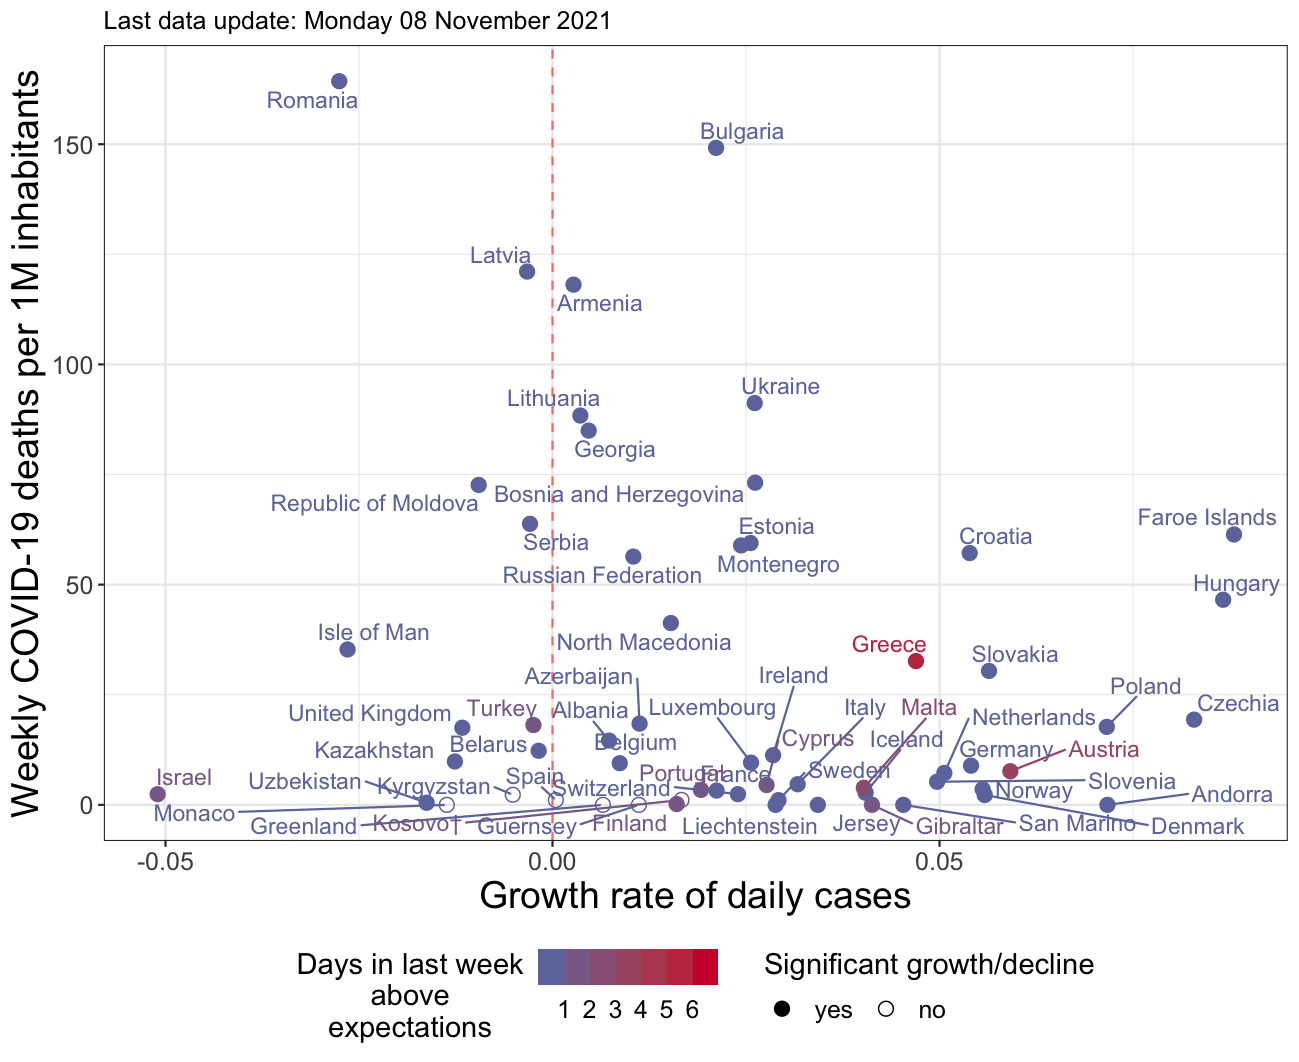 Last data update: Monday 08 November 2021
Weekly COVID-19 deaths per 1M inhabitants
150
100
50
0
Romania
Bulgaria
Latvia
Armenia
Ukraine
Lithuania
Georgia
Republic of Moldova
Bosnia and Herzegovina
Faroe Islands
Estonia
Croatia
Serbia
Montenegro
Russian Federation
Hungary
Isle of Man
North Macedonia
Greece
Slovakia
Azerbaijan
Ireland
Poland
Czechia
United Kingdom
Turkey
Albania
Luxembourg
Italy
Malta
Netherlands
Kazakhstan
Belarus
Belgium
Cyprus
Iceland
Germany
Austria
Israel
Uzbekistan
Kyrgyzstan
Spain
Switzerland
Portugal
France
Sweden
Norway
Slovenia
Andorra
Monaco
Greenland
Kosovo†
Guernsey
Finland
Liechtenstein
Jersey
Gibraltar
San Marino
Denmark
-0.05
0.00
0.05
Growth rate of daily cases
Days in last week
above
expectations
1 2 3 4 5 6
Significant growth/decline
yes no